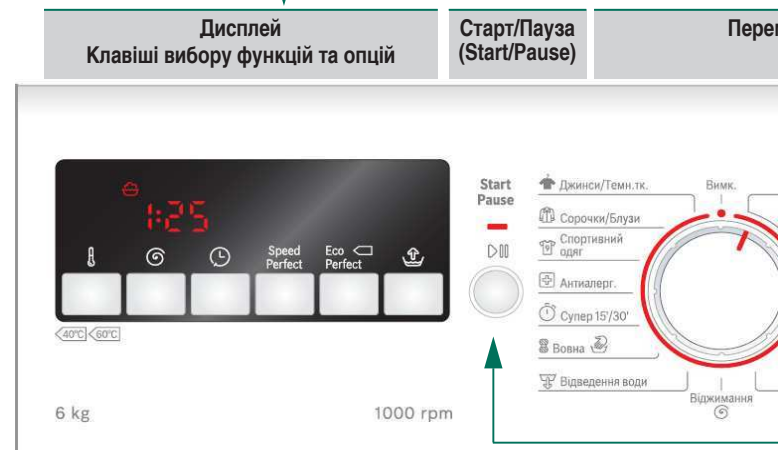 Дисплей
Клавіші вибору функцій та опцій
Старт/Пауза
(Start/Pause)
1:25
Speed
Perfect
Eco
Perfect
40°C 60°C
6 kg
1000 rpm
Start
Pause
Джинси/Темн.тк.
Сорочки/Блузи
Спортивний
одяг
Антиалерг.
Супер 15'/30'
Вовна
Відведення води
Вимк.
Віджимання